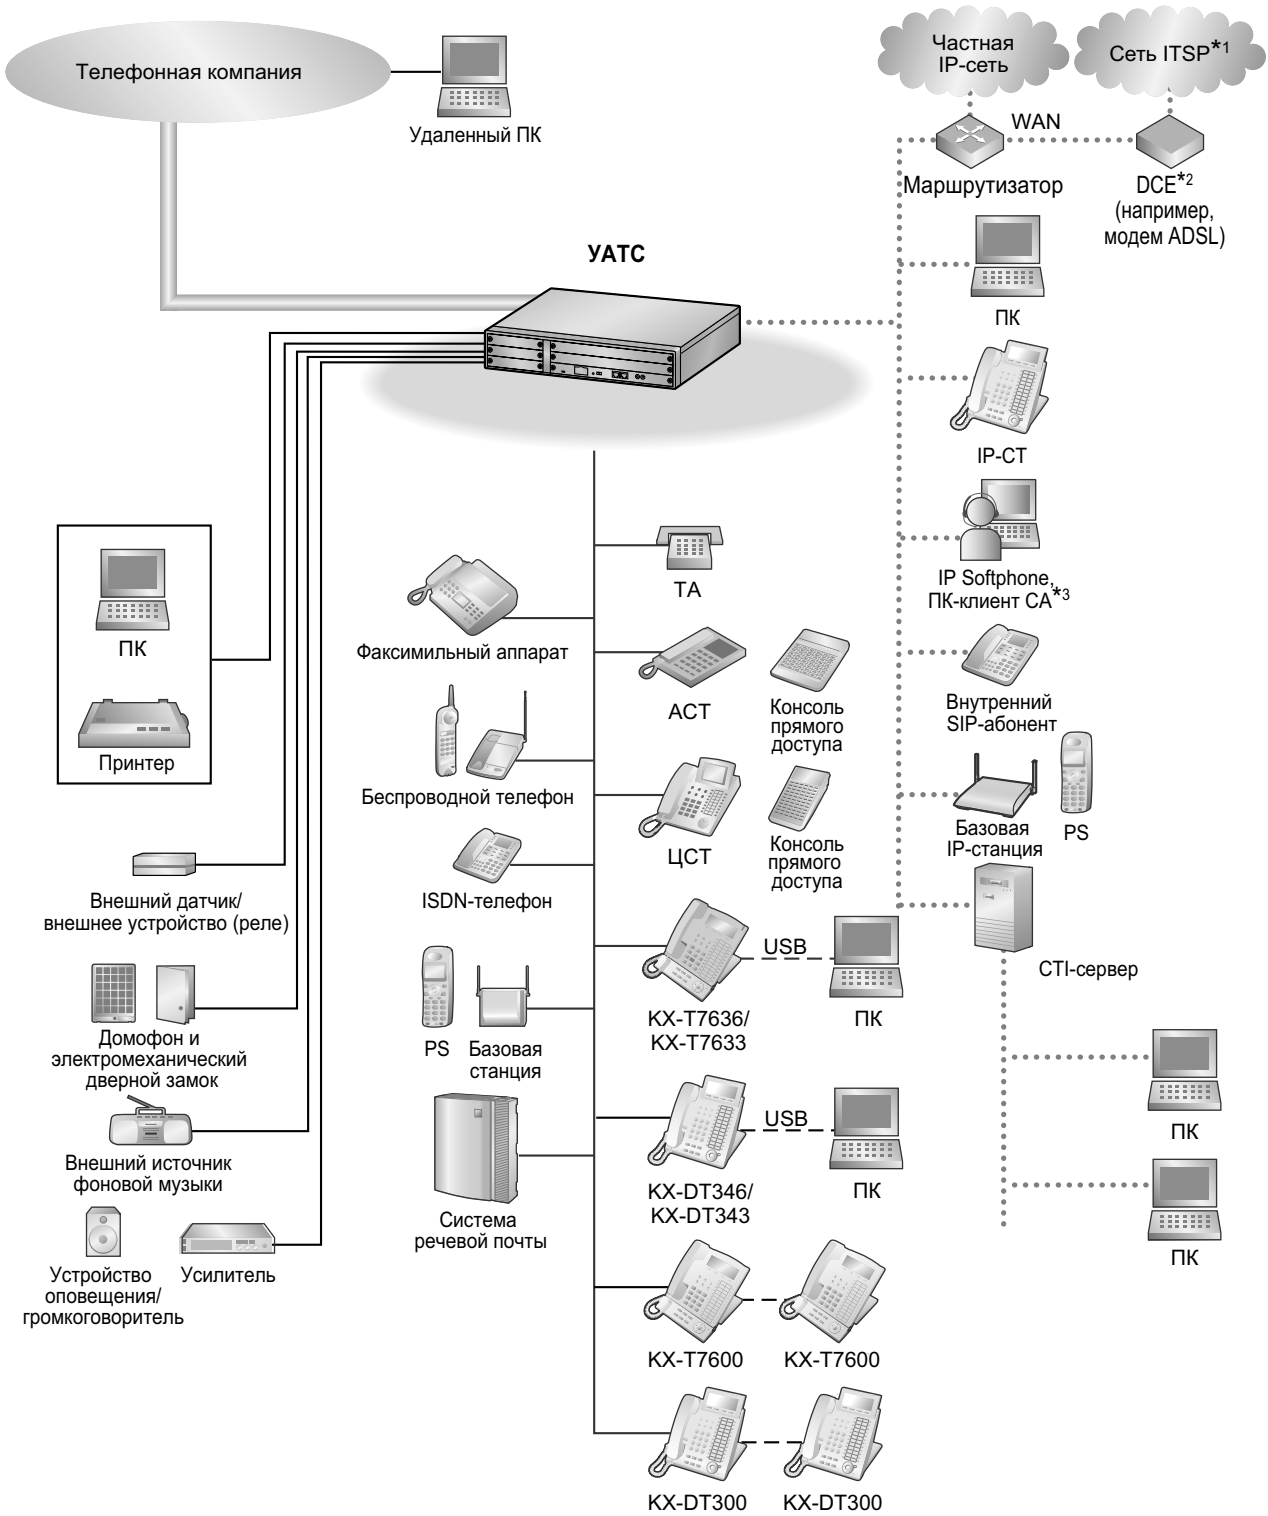 Телефонная компания
Удаленный ПК
Частная
IP-сеть
Сеть ITSP*1
WAN
Маршрутизатор
DCE*2
(например,
модем ADSL)
УАТС
ПК
IP-СТ
IP Softphone,
ПК-клиент CA*3
Внутренний
SIP-абонент
Базовая
IP-станция
PS
CTI-сервер
ПК
ПК
ПК
Принтер
Внешний датчик/
внешнее устройство (реле)
Домофон и
электромеханический
дверной замок
Внешний источник
фоновой музыки
Устройство
оповещения/
громкоговоритель
Усилитель
Факсимильный аппарат
Беспроводной телефон
ISDN-телефон
PS
Базовая
станция
Система
речевой почты
ТА
АСТ
Консоль
прямого
доступа
ЦСТ
Консоль
прямого
доступа
USB
KX-T7636/
KX-T7633
ПК
USB
KX-DT346/
KX-DT343
ПК
KX-T7600
KX-T7600
KX-DT300
KX-DT300